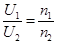 U₁/U₂ = n₁/n₂